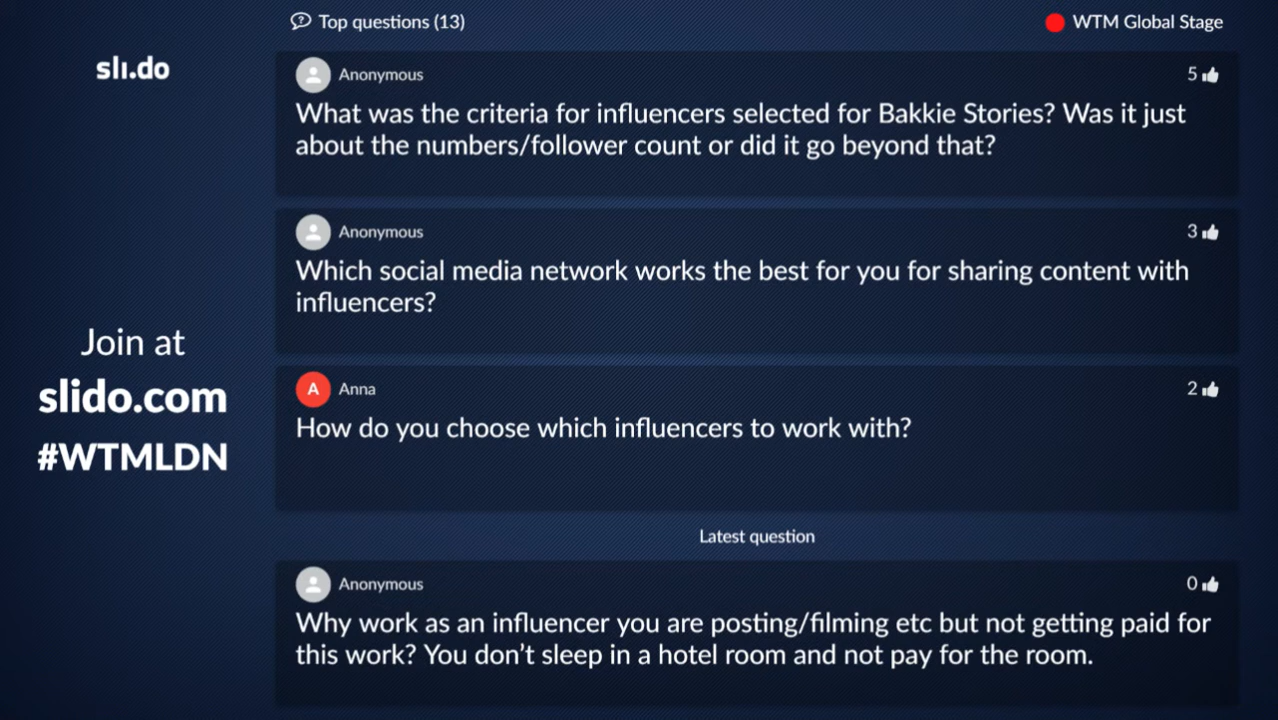 Top questions (13)
WTM Global Stage
sli.do
Anonymous
5
What was the criteria for influencers selected for Bakkie Stories? Was it just
about the numbers/follower count or did it go beyond that?
Anonymous
3
Which social media network works the best for you for sharing content with
influencers?
Join at
slido.com
#WTMLDN
A
Anna
2
How do you choose which influencers to work with?
Latest question
Anonymous
0
Why work as an influencer you are posting/filming etc but not getting paid for
this work? You don't sleep in a hotel room and not pay for the room.